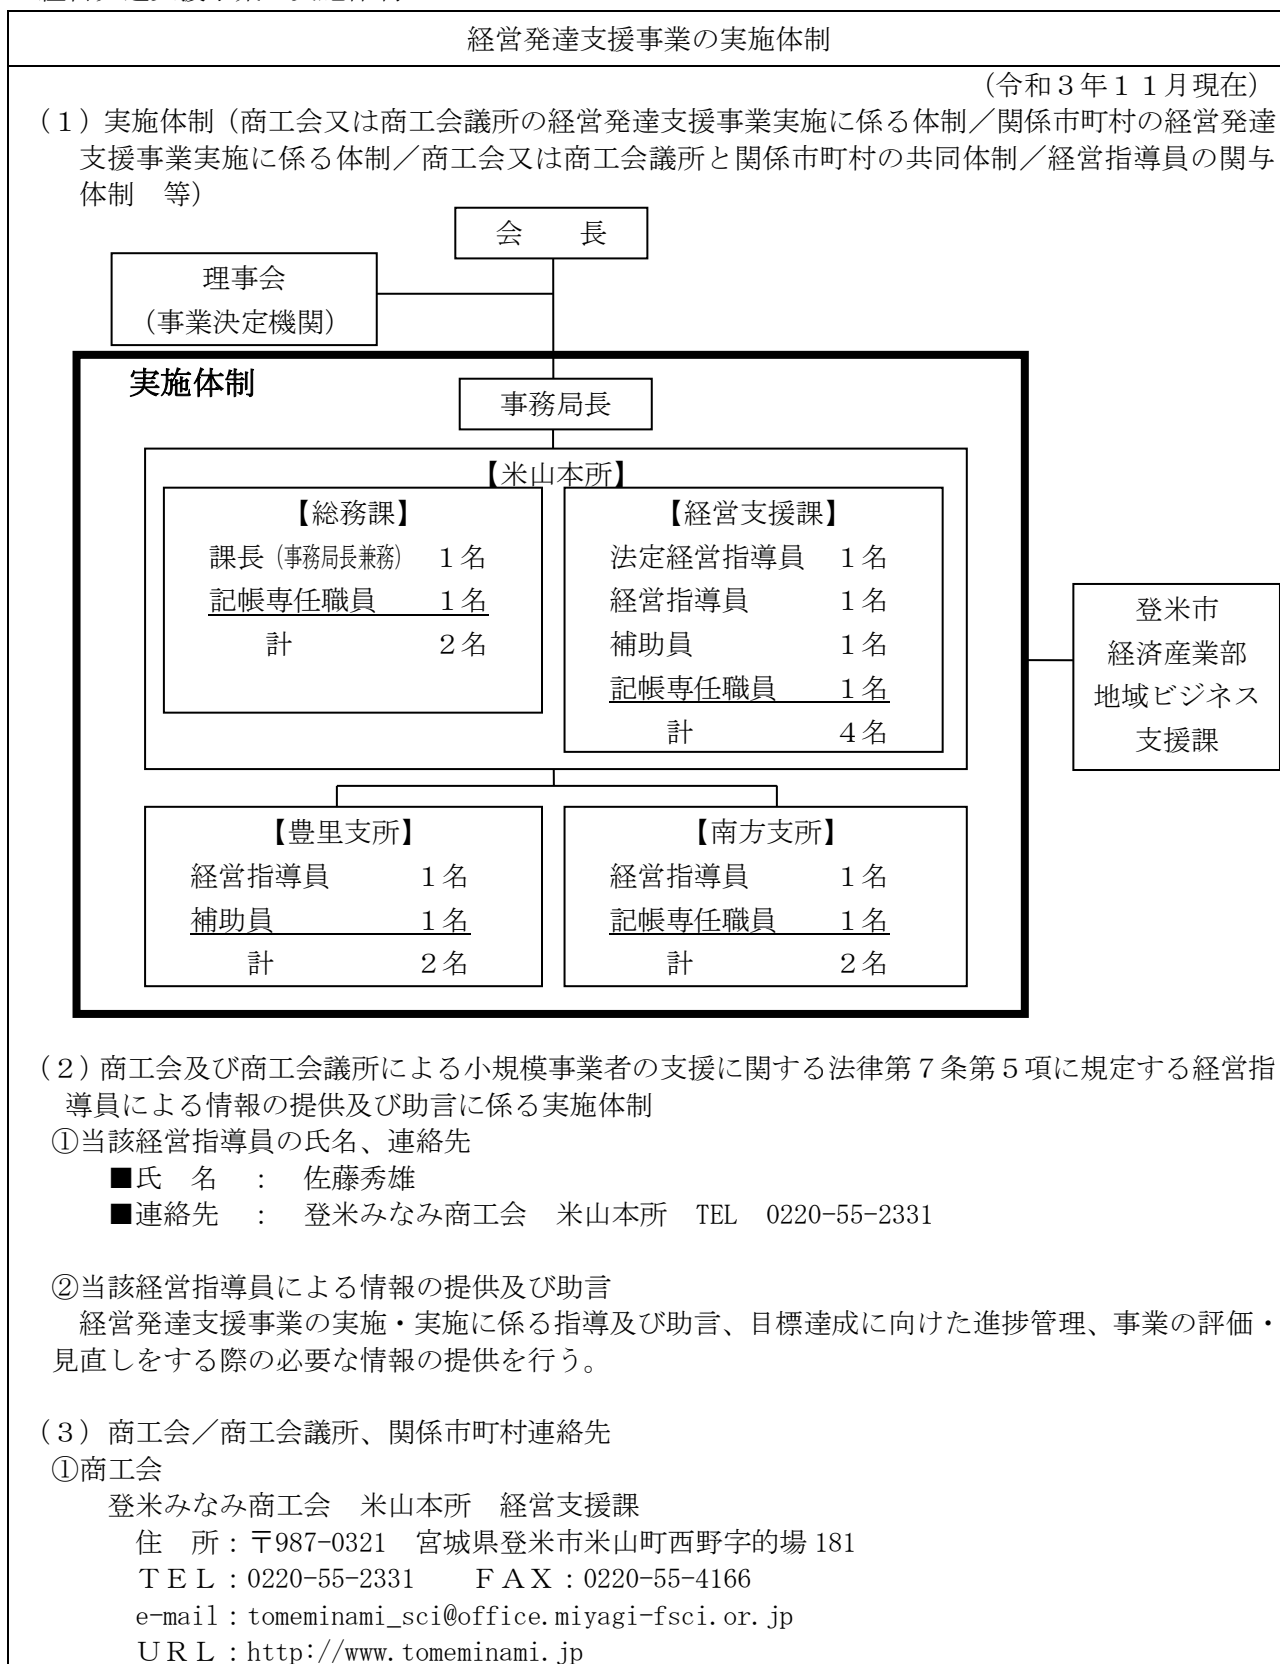 経営発達支援事業の実施体制
（令和３年１１月現在）
（１）実施体制（商工会又は商工会議所の経営発達支援事業実施に係る体制／関係市町村の経営発達
支援事業実施に係る体制／商工会又は商工会議所と関係市町村の共同体制／経営指導員の関与
体制　等）
会　　長
理事会
（事業決定機関）
実施体制
事務局長
【米山本所】
【総務課】
課長（事務局長兼務）　１名
記帳専任職員　　１名
計　　　　　２名
【経営支援課】
法定経営指導員　１名
経営指導員　　　１名
補助員　　　　　１名
記帳専任職員　　１名
計　　　　　４名
登米市
経済産業部
地域ビジネス
支援課
【豊里支所】
経営指導員　　　１名
補助員　　　　　１名
計　　　　　２名
【南方支所】
経営指導員　　　１名
記帳専任職員　　１名
計　　　　　２名
（２）商工会及び商工会議所による小規模事業者の支援に関する法律第７条第５項に規定する経営指
導員による情報の提供及び助言に係る実施体制
①当該経営指導員の氏名、連絡先
■氏　名　：　佐藤秀雄
■連絡先　：　登米みなみ商工会　米山本所　TEL　0220-55-2331
②当該経営指導員による情報の提供及び助言
経営発達支援事業の実施・実施に係る指導及び助言、目標達成に向けた進捗管理、事業の評価・
見直しをする際の必要な情報の提供を行う。
（３）商工会／商工会議所、関係市町村連絡先
①商工会
登米みなみ商工会　米山本所　経営支援課
住　所：〒987-0321　宮城県登米市米山町西野字的場 181
ＴＥＬ：0220-55-2331　　ＦＡＸ：0220-55-4166
e-mail：tomeminami_sci@office.miyagi-fsci.or.jp
ＵＲＬ：http://www.tomeminami.jp